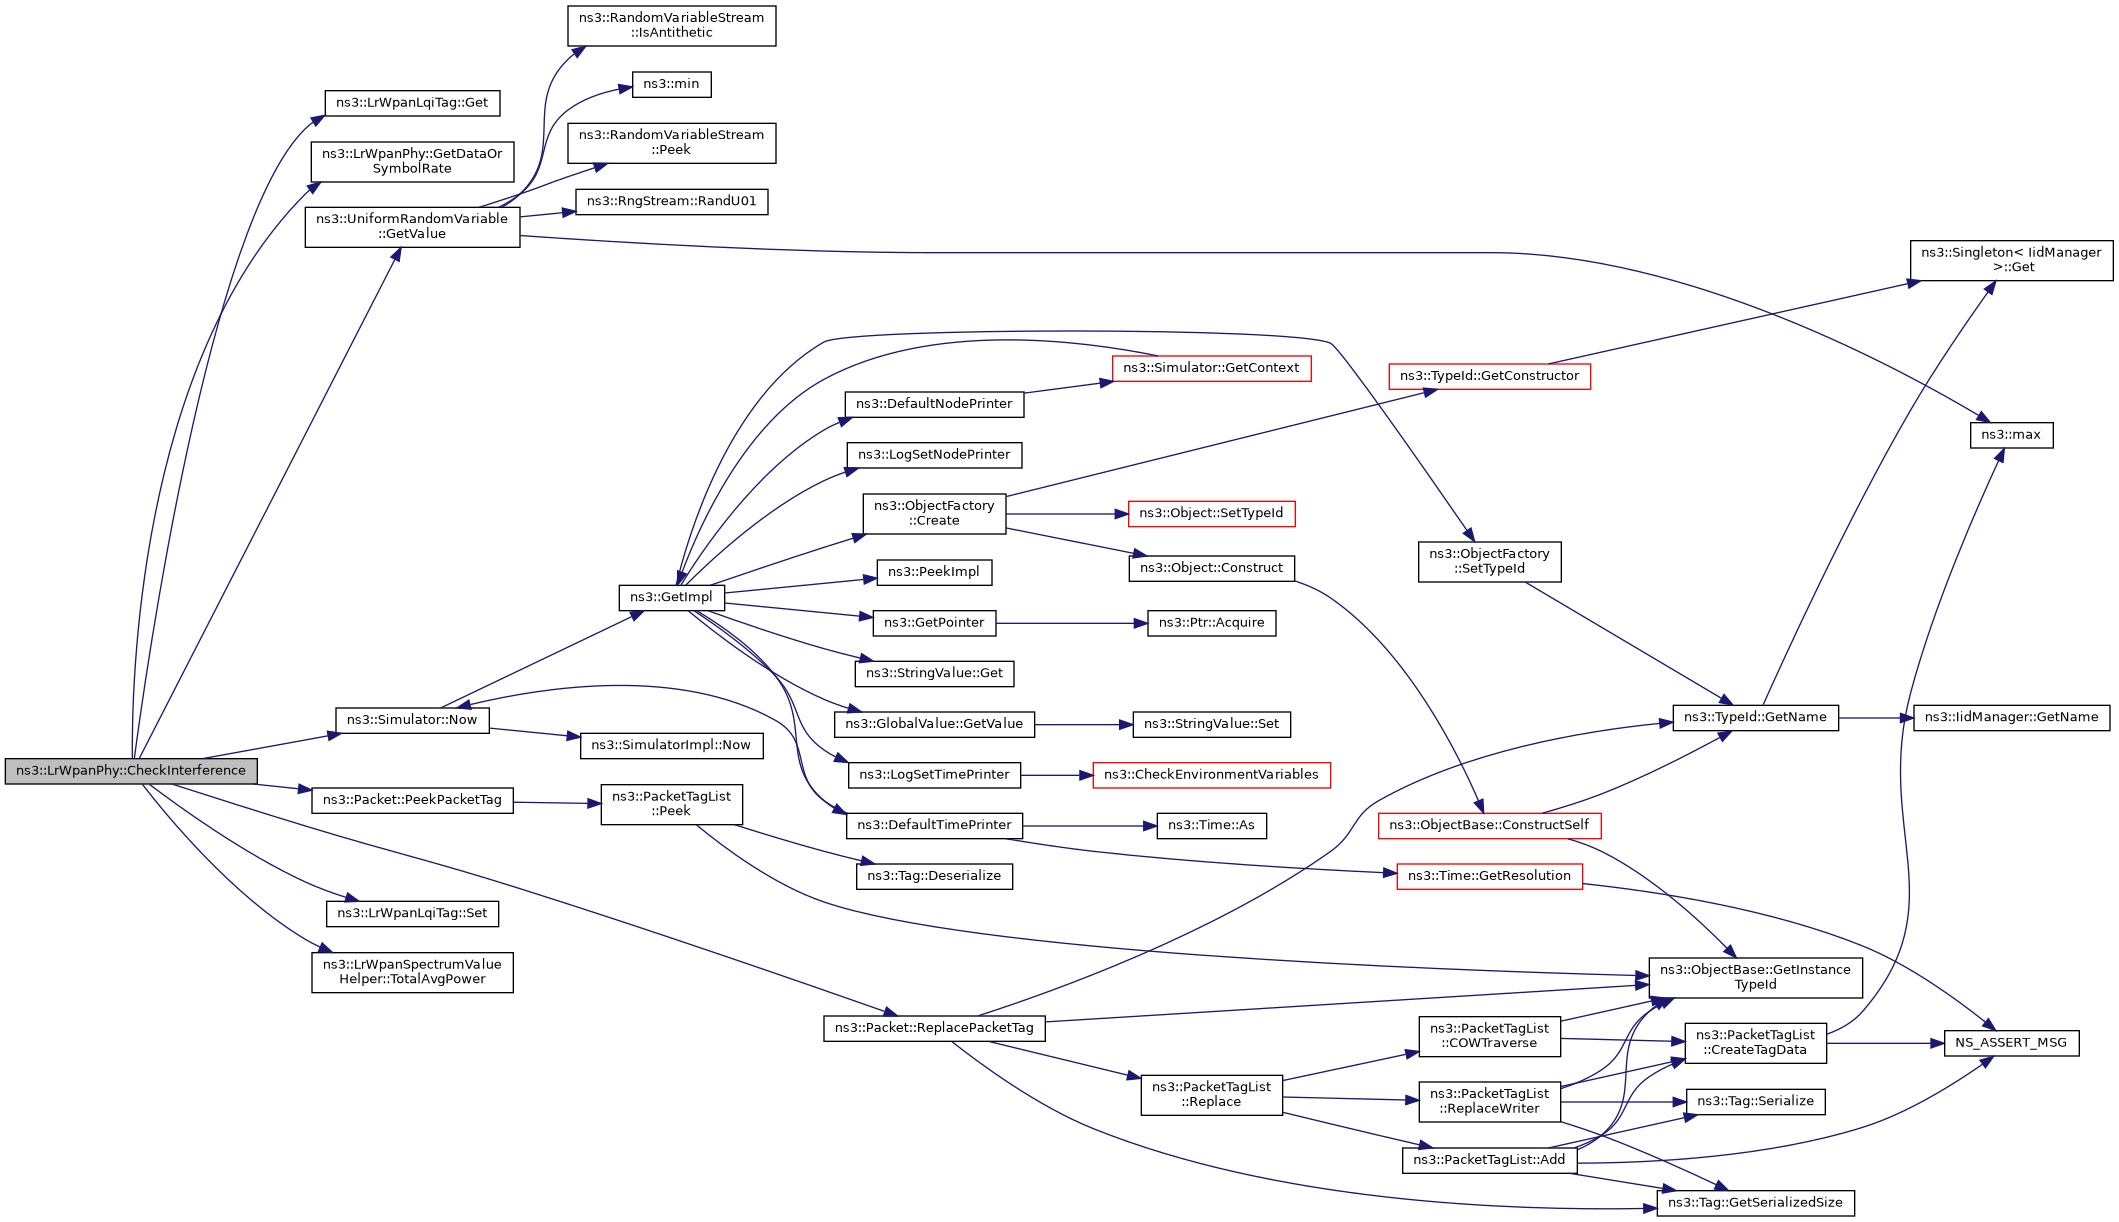 ns3::RandomVariableStream
::IsAntithetic
ns3::LrWpanLqiTag::Get
ns3::min
ns3::LrWpanPhy::GetDataOr
SymbolRate
ns3::RandomVariableStream
::Peek
ns3::RngStream::RandU01
ns3::UniformRandomVariable
::GetValue
ns3::Singleton< IidManager
>::Get
ns3::Simulator::GetContext
ns3::TypeId::GetConstructor
ns3::DefaultNodePrinter
ns3::max
ns3::LogSetNodePrinter
ns3::ObjectFactory
::Create
ns3::Object::SetTypeId
ns3::ObjectFactory
::SetTypeId
ns3::Object::Construct
ns3::PeekImpl
ns3::GetImpl
ns3::GetPointer
ns3::Ptr::Acquire
ns3::StringValue::Get
ns3::Simulator::Now
ns3::GlobalValue::GetValue
ns3::StringValue::Set
ns3::TypeId::GetName
ns3::IidManager::GetName
ns3::SimulatorImpl::Now
ns3::LrWpanPhy::CheckInterference
ns3::LogSetTimePrinter
ns3::CheckEnvironmentVariables
ns3::Packet::PeekPacketTag
ns3::PacketTagList
::Peek
ns3::DefaultTimePrinter
ns3::Time::As
ns3::ObjectBase::ConstructSelf
ns3::Tag::Deserialize
ns3::Time::GetResolution
ns3::LrWpanLqiTag::Set
ns3::LrWpanSpectrumValue
Helper::TotalAvgPower
ns3::ObjectBase::GetInstance
TypeId
ns3::Packet::ReplacePacketTag
ns3::PacketTagList
::COWTraverse
ns3::PacketTagList
::CreateTagData
NS_ASSERT_MSG
ns3::PacketTagList
::Replace
ns3::PacketTagList
::ReplaceWriter
ns3::Tag::Serialize
ns3::PacketTagList::Add
ns3::Tag::GetSerializedSize